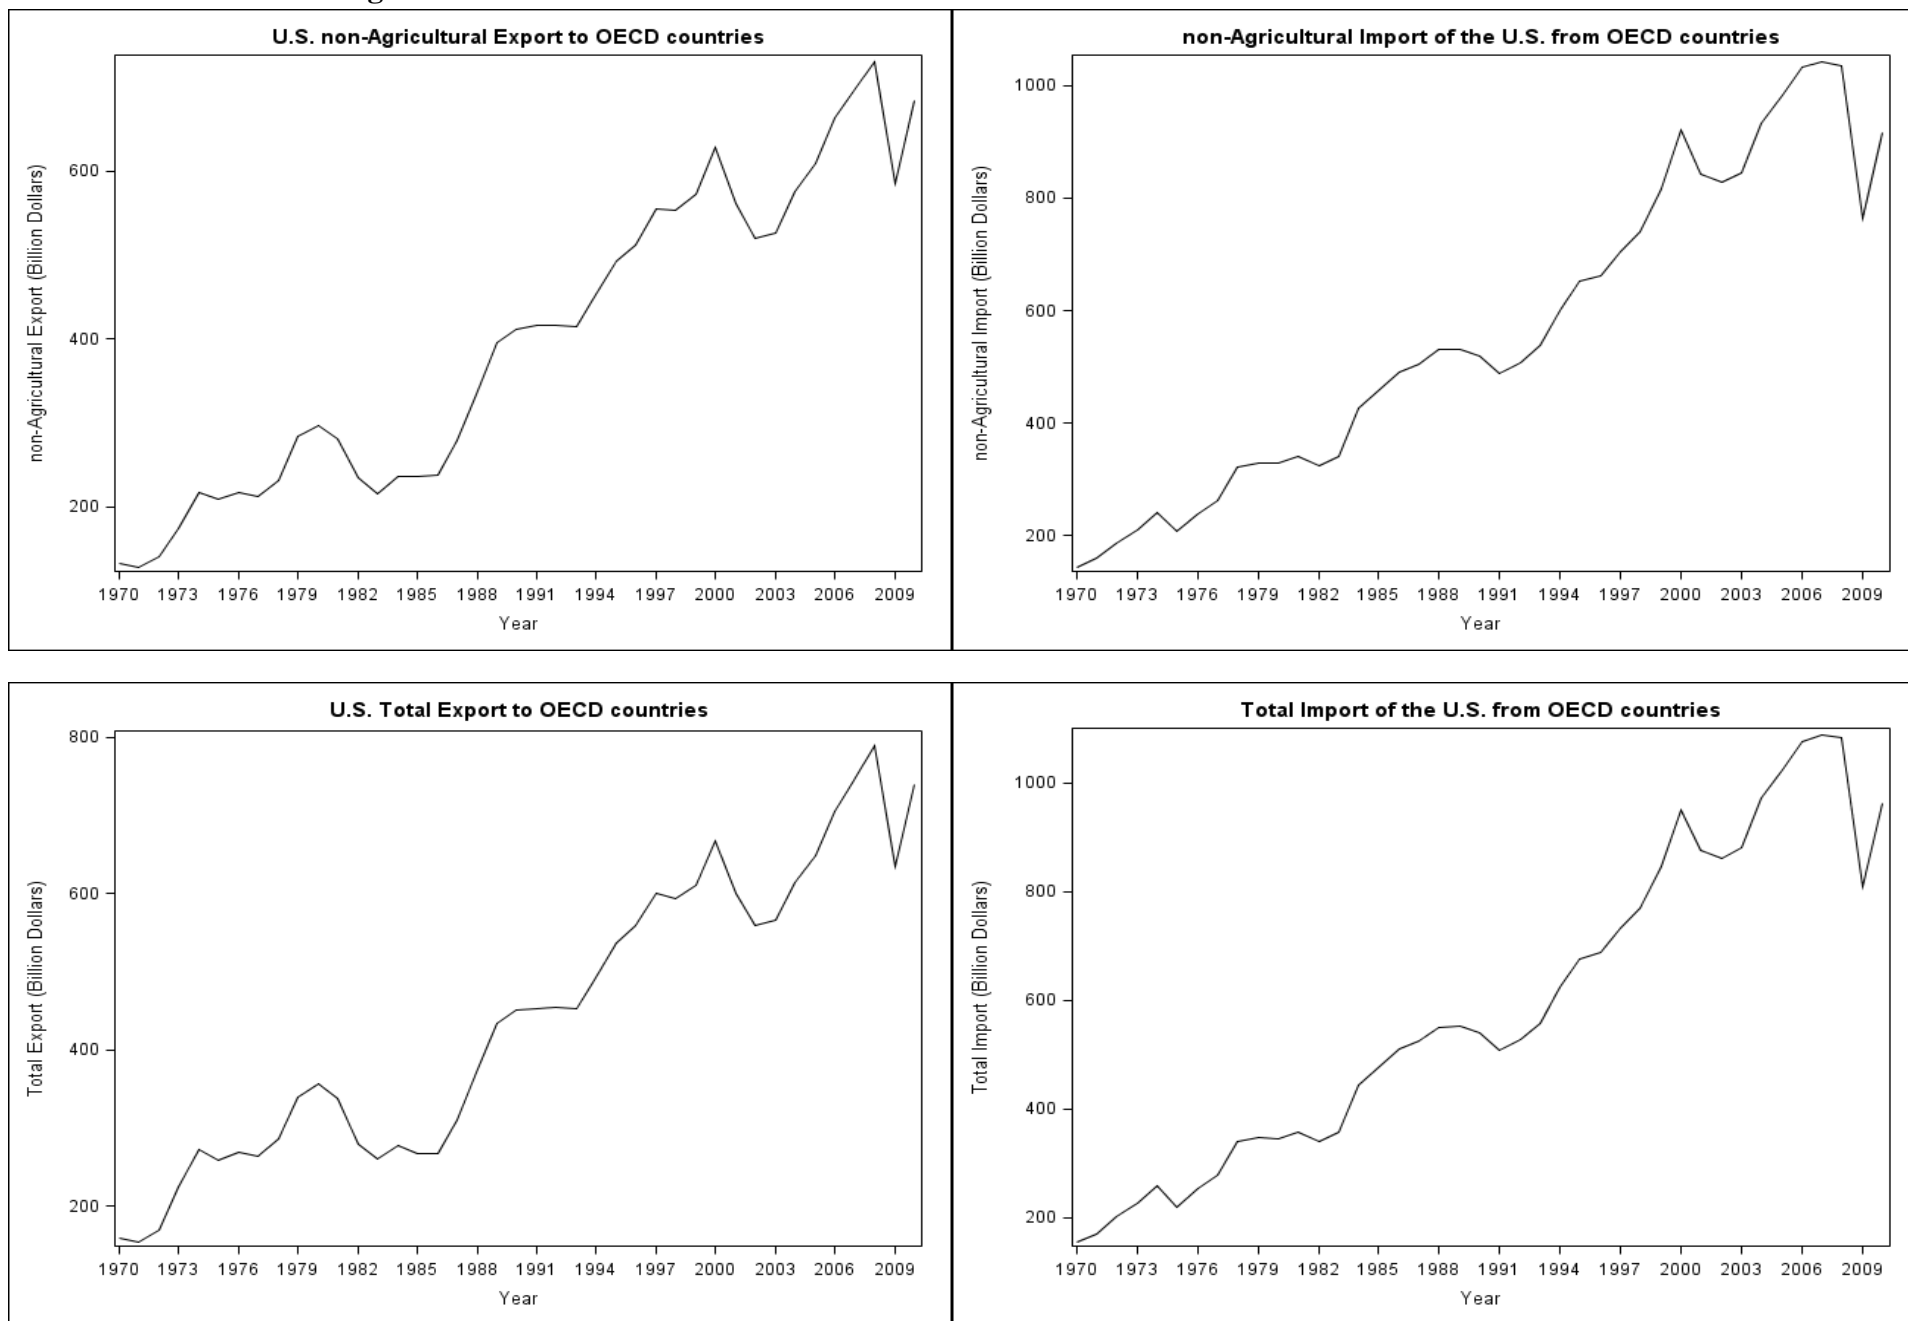 U.S. non-Agricultural Export to OECD countries
non-Agricultural Export (Billion Dollars)
600
400
200
1970 1973 1976 1979 1982 1985 1988 1991 1994 1997 2000 2003 2006 2009
Year
non-Agricultural Import of the U.S. from OECD countries
non-Agricultural Import (Billion Dollars)
1000
800
600
400
200
1970 1973 1976 1979 1982 1985 1988 1991 1994 1997 2000 2003 2006 2009
Year
U.S. Total Export to OECD countries
Total Export (Billion Dollars)
800
600
400
200
1970 1973 1976 1979 1982 1985 1988 1991 1994 1997 2000 2003 2006 2009
Year
Total Import of the U.S. from OECD countries
Total Import (Billion Dollars)
1000
800
600
400
200
1970 1973 1976 1979 1982 1985 1988 1991 1994 1997 2000 2003 2006 2009
Year